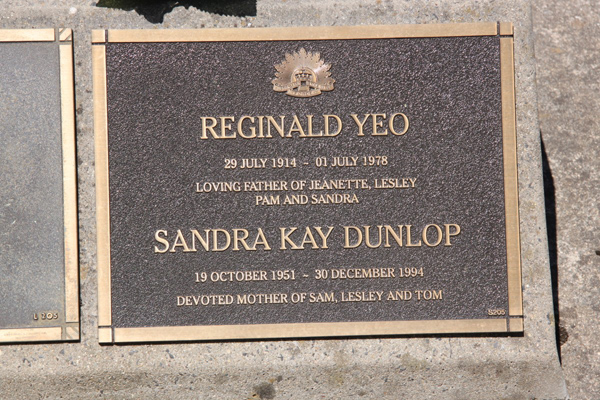 REGINALD YEO
29 JULY 1914 - 01 JULY 1978
LOVING FATHER OF JEANETTE, LESLEY
PAM AND SANDRA
SANDRA KAY DUNLOP
19 OCTOBER 1951 - 30 DECEMBER 1994
DEVOTED MOTHER OF SAM, LESLEY AND TOM
L 205